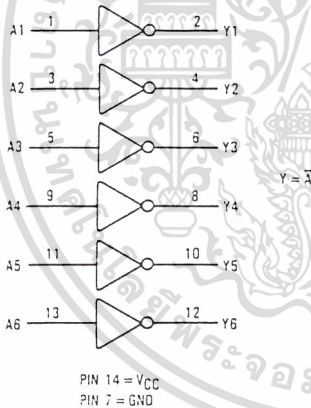 A1 1 2 Y1
A2 3 4 Y2
A3 5 6 Y3
Y = A̅
A4 9 8 Y4
A5 11 10 Y5
A6 13 12 Y6
PIN 14 = VCC
PIN 7 = GND